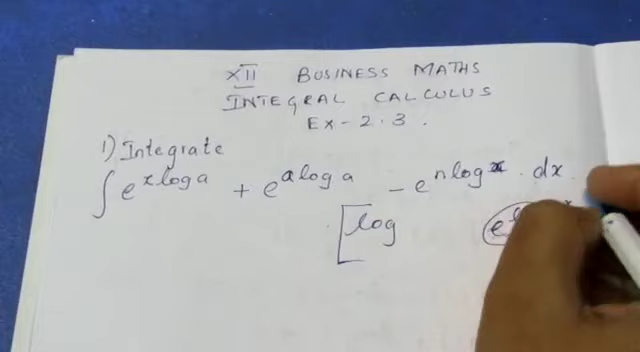 XII BUSINESS MATHS
INTEGRAL CALCULUS
Ex - 2.3.
1) Integrate
∫ e^{x log a} + e^{a log a} - e^{n log x} . dx.
[log